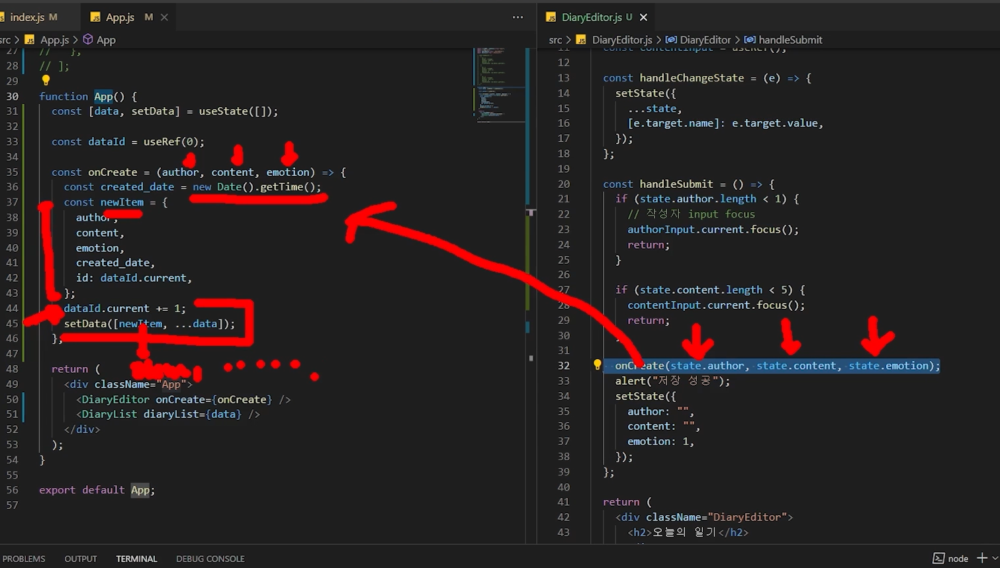 index.js M
App.js M
src > App.js > App
27 // },
28 // ];
29
30 function App() {
31 const [data, setData] = useState([]);
32
33 const dataId = useRef(0);
34
35 const onCreate = (author, content, emotion) => {
36 const created_date = new Date().getTime();
37 const newItem = {
38 author,
39 content,
40 emotion,
41 created_date,
42 id: dataId.current,
43 };
44 dataId.current += 1;
45 setData([newItem, ...data]);
46 };
47
48 return (
49 <div className="App">
50 <DiaryEditor onCreate={onCreate} />
51 <DiaryList diaryList={data} />
52 </div>
53 );
54 }
55
56 export default App;
57
DiaryEditor.js U
src > DiaryEditor.js > DiaryEditor > handleSubmit
11 const contentInput = useRef();
12
13 const handleChangeState = (e) => {
14 setState({
15 ...state,
16 [e.target.name]: e.target.value,
17 });
18 };
19
20 const handleSubmit = () => {
21 if (state.author.length < 1) {
22 // 작성자 input focus
23 authorInput.current.focus();
24 return;
25 }
26
27 if (state.content.length < 5) {
28 contentInput.current.focus();
29 return;
30 }
31
32 onCreate(state.author, state.content, state.emotion);
33 alert("저장 성공");
34 setState({
35 author: "",
36 content: "",
37 emotion: 1,
38 });
39 };
40
41 return (
42 <div className="DiaryEditor">
43 <h2>오늘의 일기</h2>
PROBLEMS OUTPUT TERMINAL DEBUG CONSOLE
node